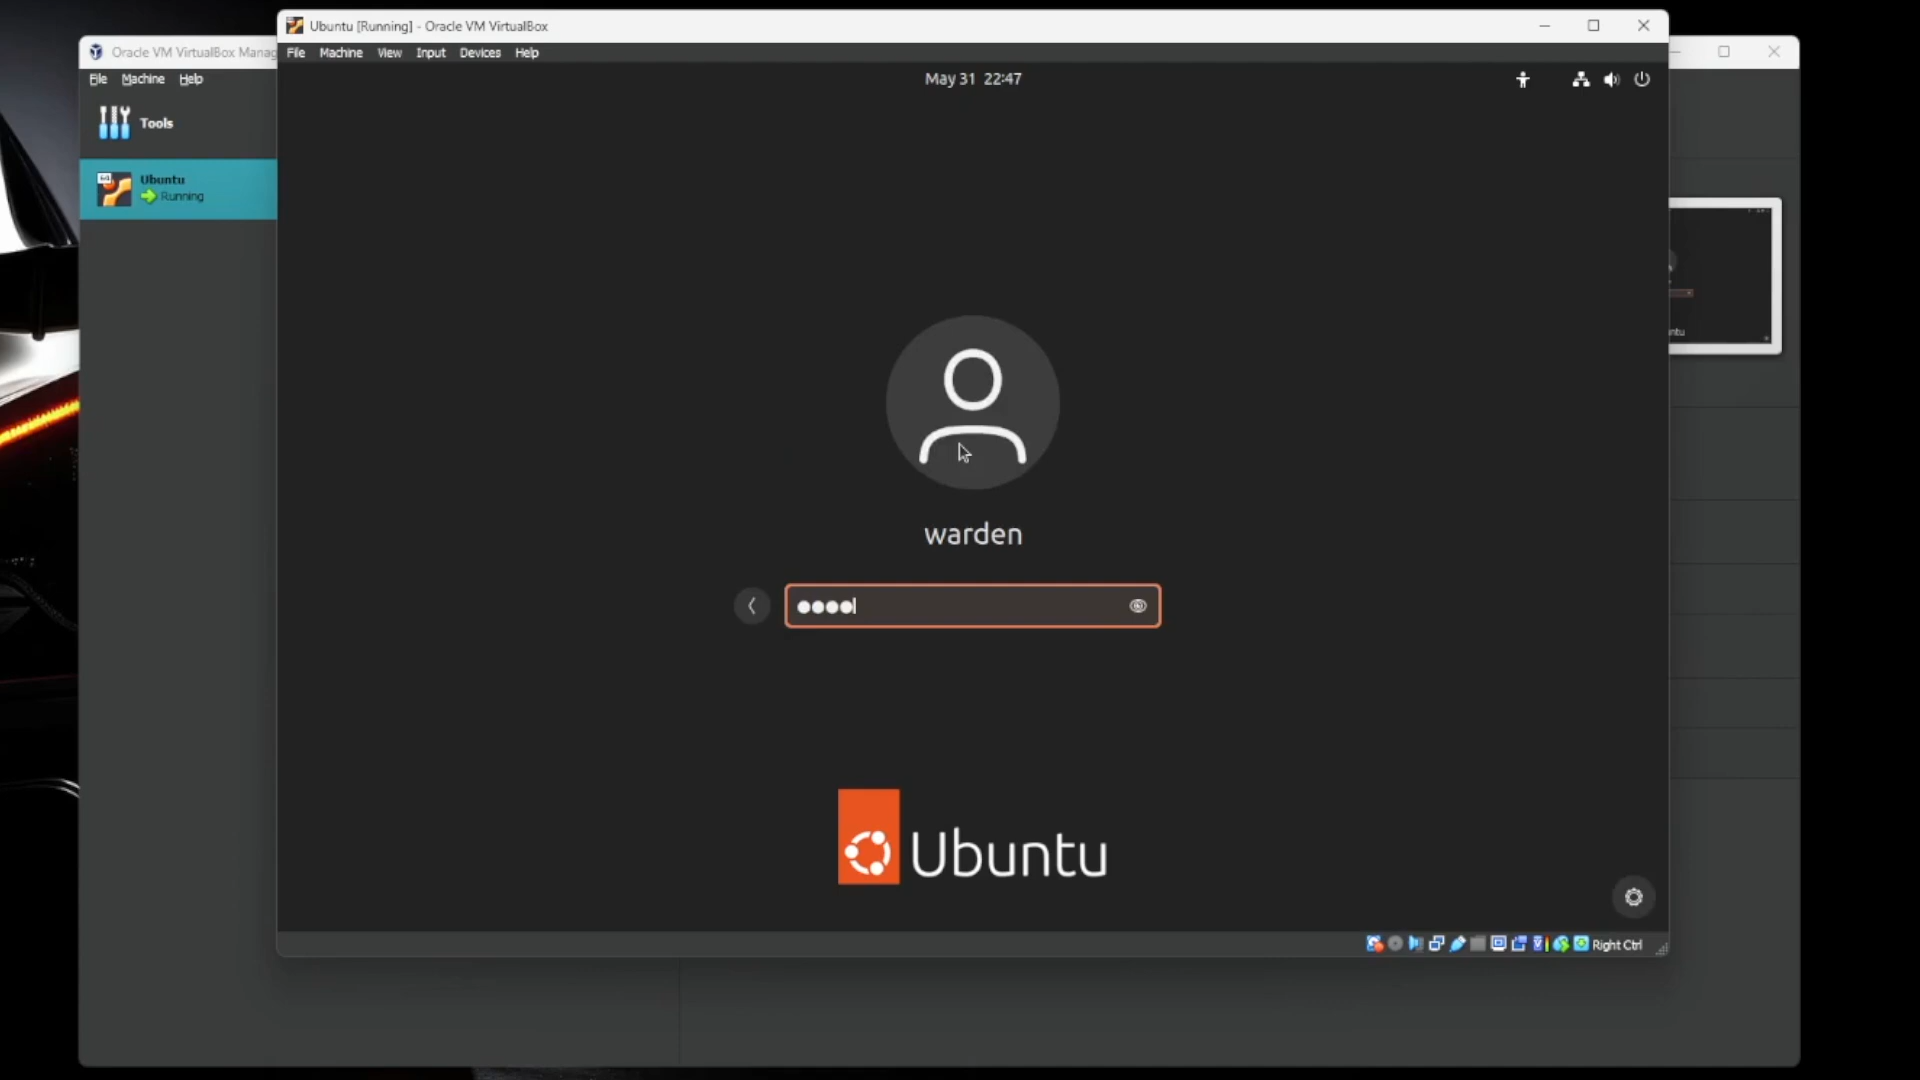 Ubuntu [Running] - Oracle VM VirtualBox
File Machine View Input Devices Help
Oracle VM VirtualBox Manag
File Machine Help
Tools
Ubuntu
Running
May 31 22:47
warden
Ubuntu
Right Ctrl